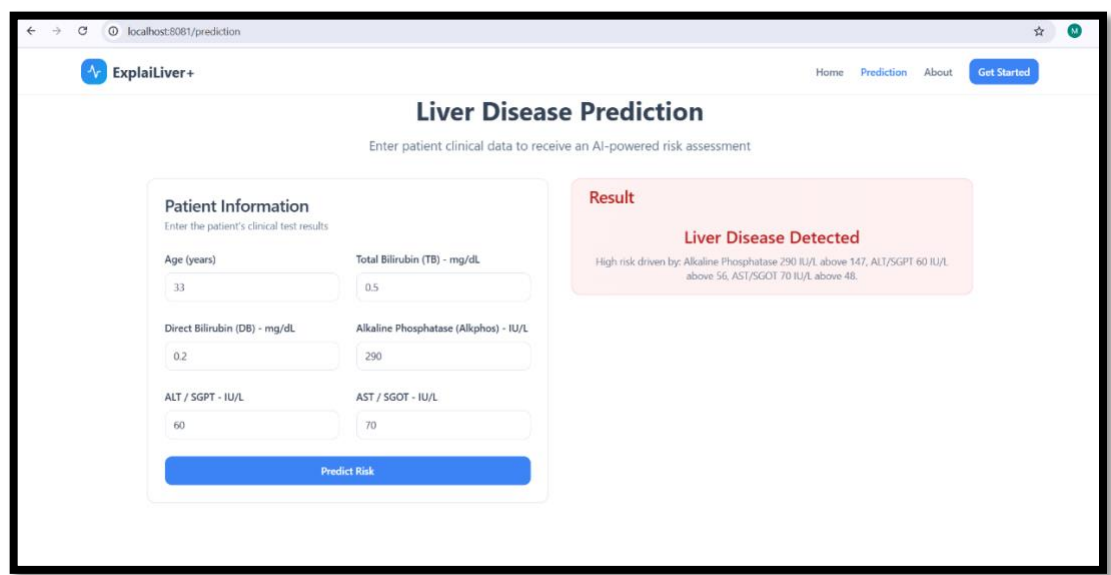 localhost:8081/prediction
M
ExplaiLiver+
Home Prediction About Get Started
Liver Disease Prediction
Enter patient clinical data to receive an AI-powered risk assessment
Patient Information
Enter the patient's clinical test results
Age (years)
33
Total Bilirubin (TB) - mg/dL
0.5
Direct Bilirubin (DB) - mg/dL
0.2
Alkaline Phosphatase (Alkphos) - IU/L
290
ALT / SGPT - IU/L
60
AST / SGOT - IU/L
70
Predict Risk
Result
Liver Disease Detected
High risk driven by: Alkaline Phosphatase 290 IU/L above 147, ALT/SGPT 60 IU/L
above 56, AST/SGOT 70 IU/L above 48.